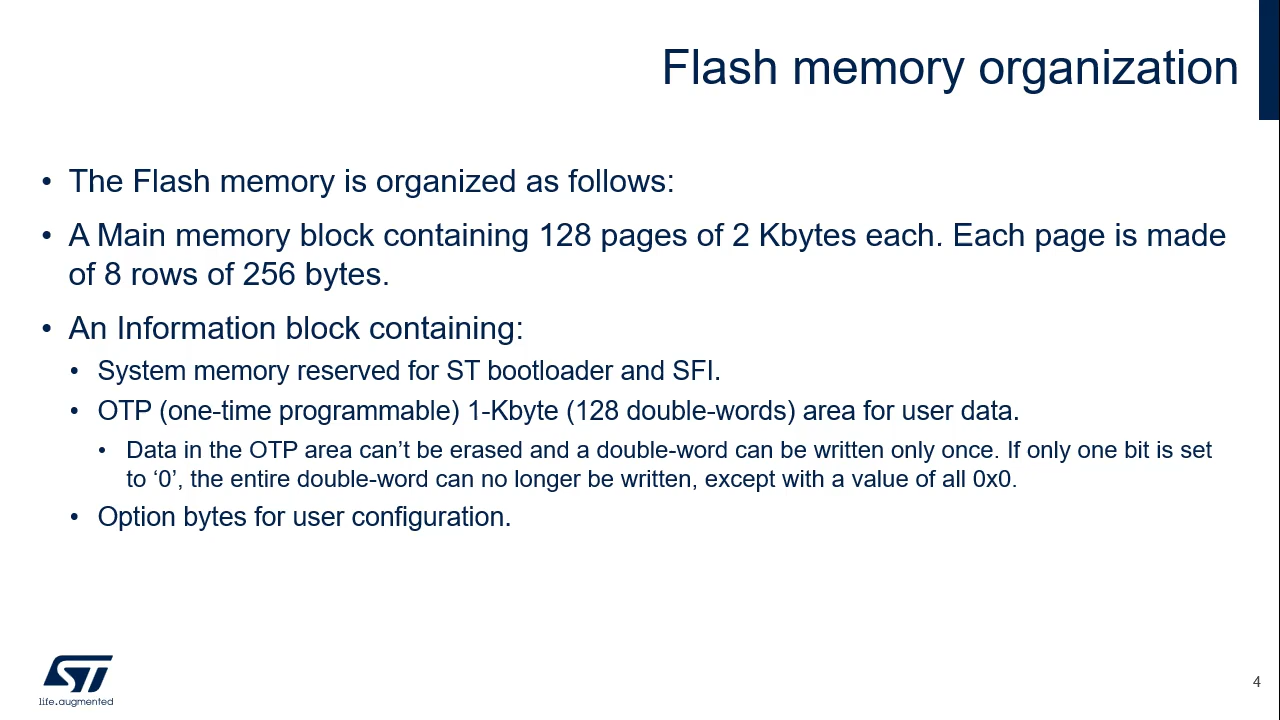 Flash memory organization
• The Flash memory is organized as follows:
• A Main memory block containing 128 pages of 2 Kbytes each. Each page is made
of 8 rows of 256 bytes.
• An Information block containing:
• System memory reserved for ST bootloader and SFI.
• OTP (one-time programmable) 1-Kbyte (128 double-words) area for user data.
• Data in the OTP area can’t be erased and a double-word can be written only once. If only one bit is set
to ‘0’, the entire double-word can no longer be written, except with a value of all 0x0.
• Option bytes for user configuration.
ST
life.augmented
4